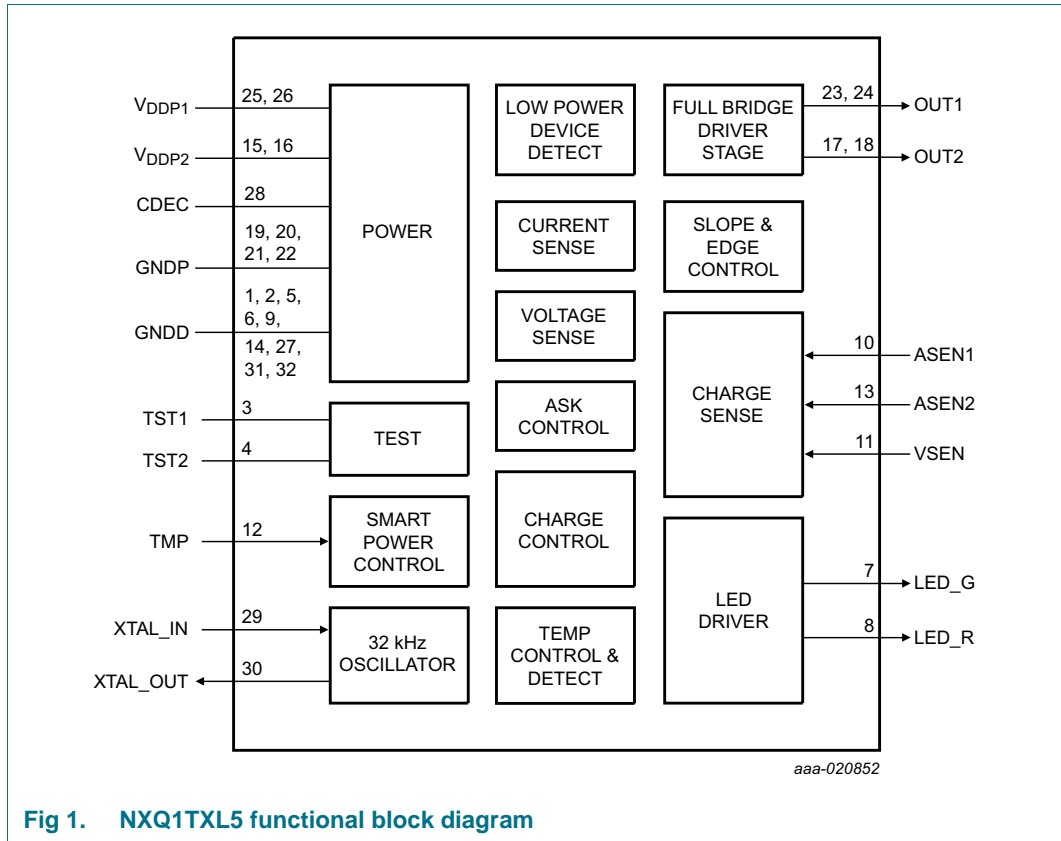 VDDP1
25, 26
VDDP2
15, 16
CDEC
28
GNDP
19, 20,
21, 22
GNDD
1, 2, 5,
6, 9,
14, 27,
31, 32
POWER
TST1
3
TST2
4
TEST
TMP
12
SMART
POWER
CONTROL
XTAL_IN
29
XTAL_OUT
30
32 kHz
OSCILLATOR
LOW POWER
DEVICE
DETECT
CURRENT
SENSE
VOLTAGE
SENSE
ASK
CONTROL
CHARGE
CONTROL
TEMP
CONTROL &
DETECT
FULL BRIDGE
DRIVER
STAGE
23, 24
OUT1
17, 18
OUT2
SLOPE &
EDGE
CONTROL
CHARGE
SENSE
10
ASEN1
13
ASEN2
11
VSEN
LED
DRIVER
7
LED_G
8
LED_R
aaa-020852
Fig 1. NXQ1TXL5 functional block diagram